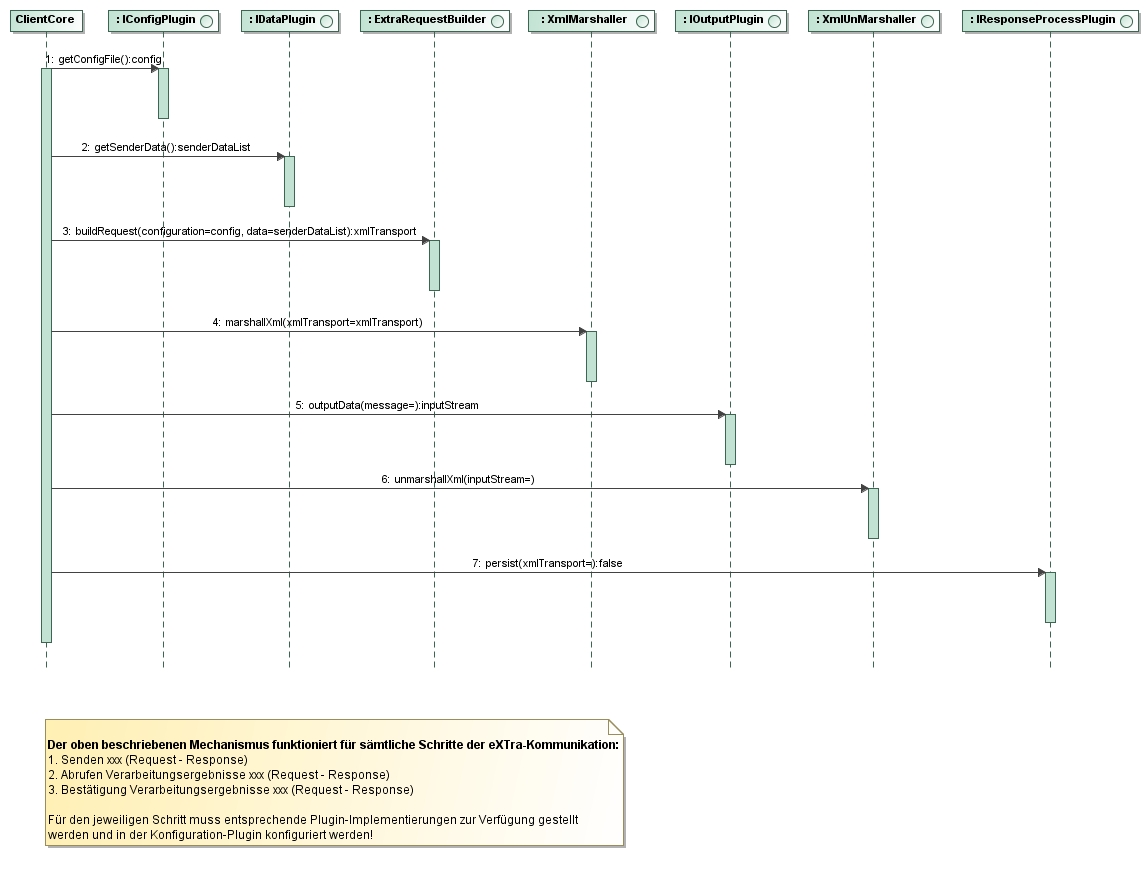 ClientCore
: IConfigPlugin
: IDataPlugin
: ExtraRequestBuilder
: XmlMarshaller
: IOutputPlugin
: XmlUnMarshaller
: IResponseProcessPlugin
1: getConfigFile():config
2: getSenderData():senderDataList
3: buildRequest(configuration=config, data=senderDataList):xmlTransport
4: marshallXml(xmlTransport=xmlTransport)
5: outputData(message=):inputStream
6: unmarshallXml(inputStream=)
7: persist(xmlTransport=):false
Der oben beschriebenen Mechanismus funktioniert für sämtliche Schritte der eXTra-Kommunikation:
1. Senden xxx (Request - Response)
2. Abrufen Verarbeitungsergebnisse xxx (Request - Response)
3. Bestätigung Verarbeitungsergebnisse xxx (Request - Response)
Für den jeweiligen Schritt muss entsprechende Plugin-Implementierungen zur Verfügung gestellt
werden und in der Konfiguration-Plugin konfiguriert werden!